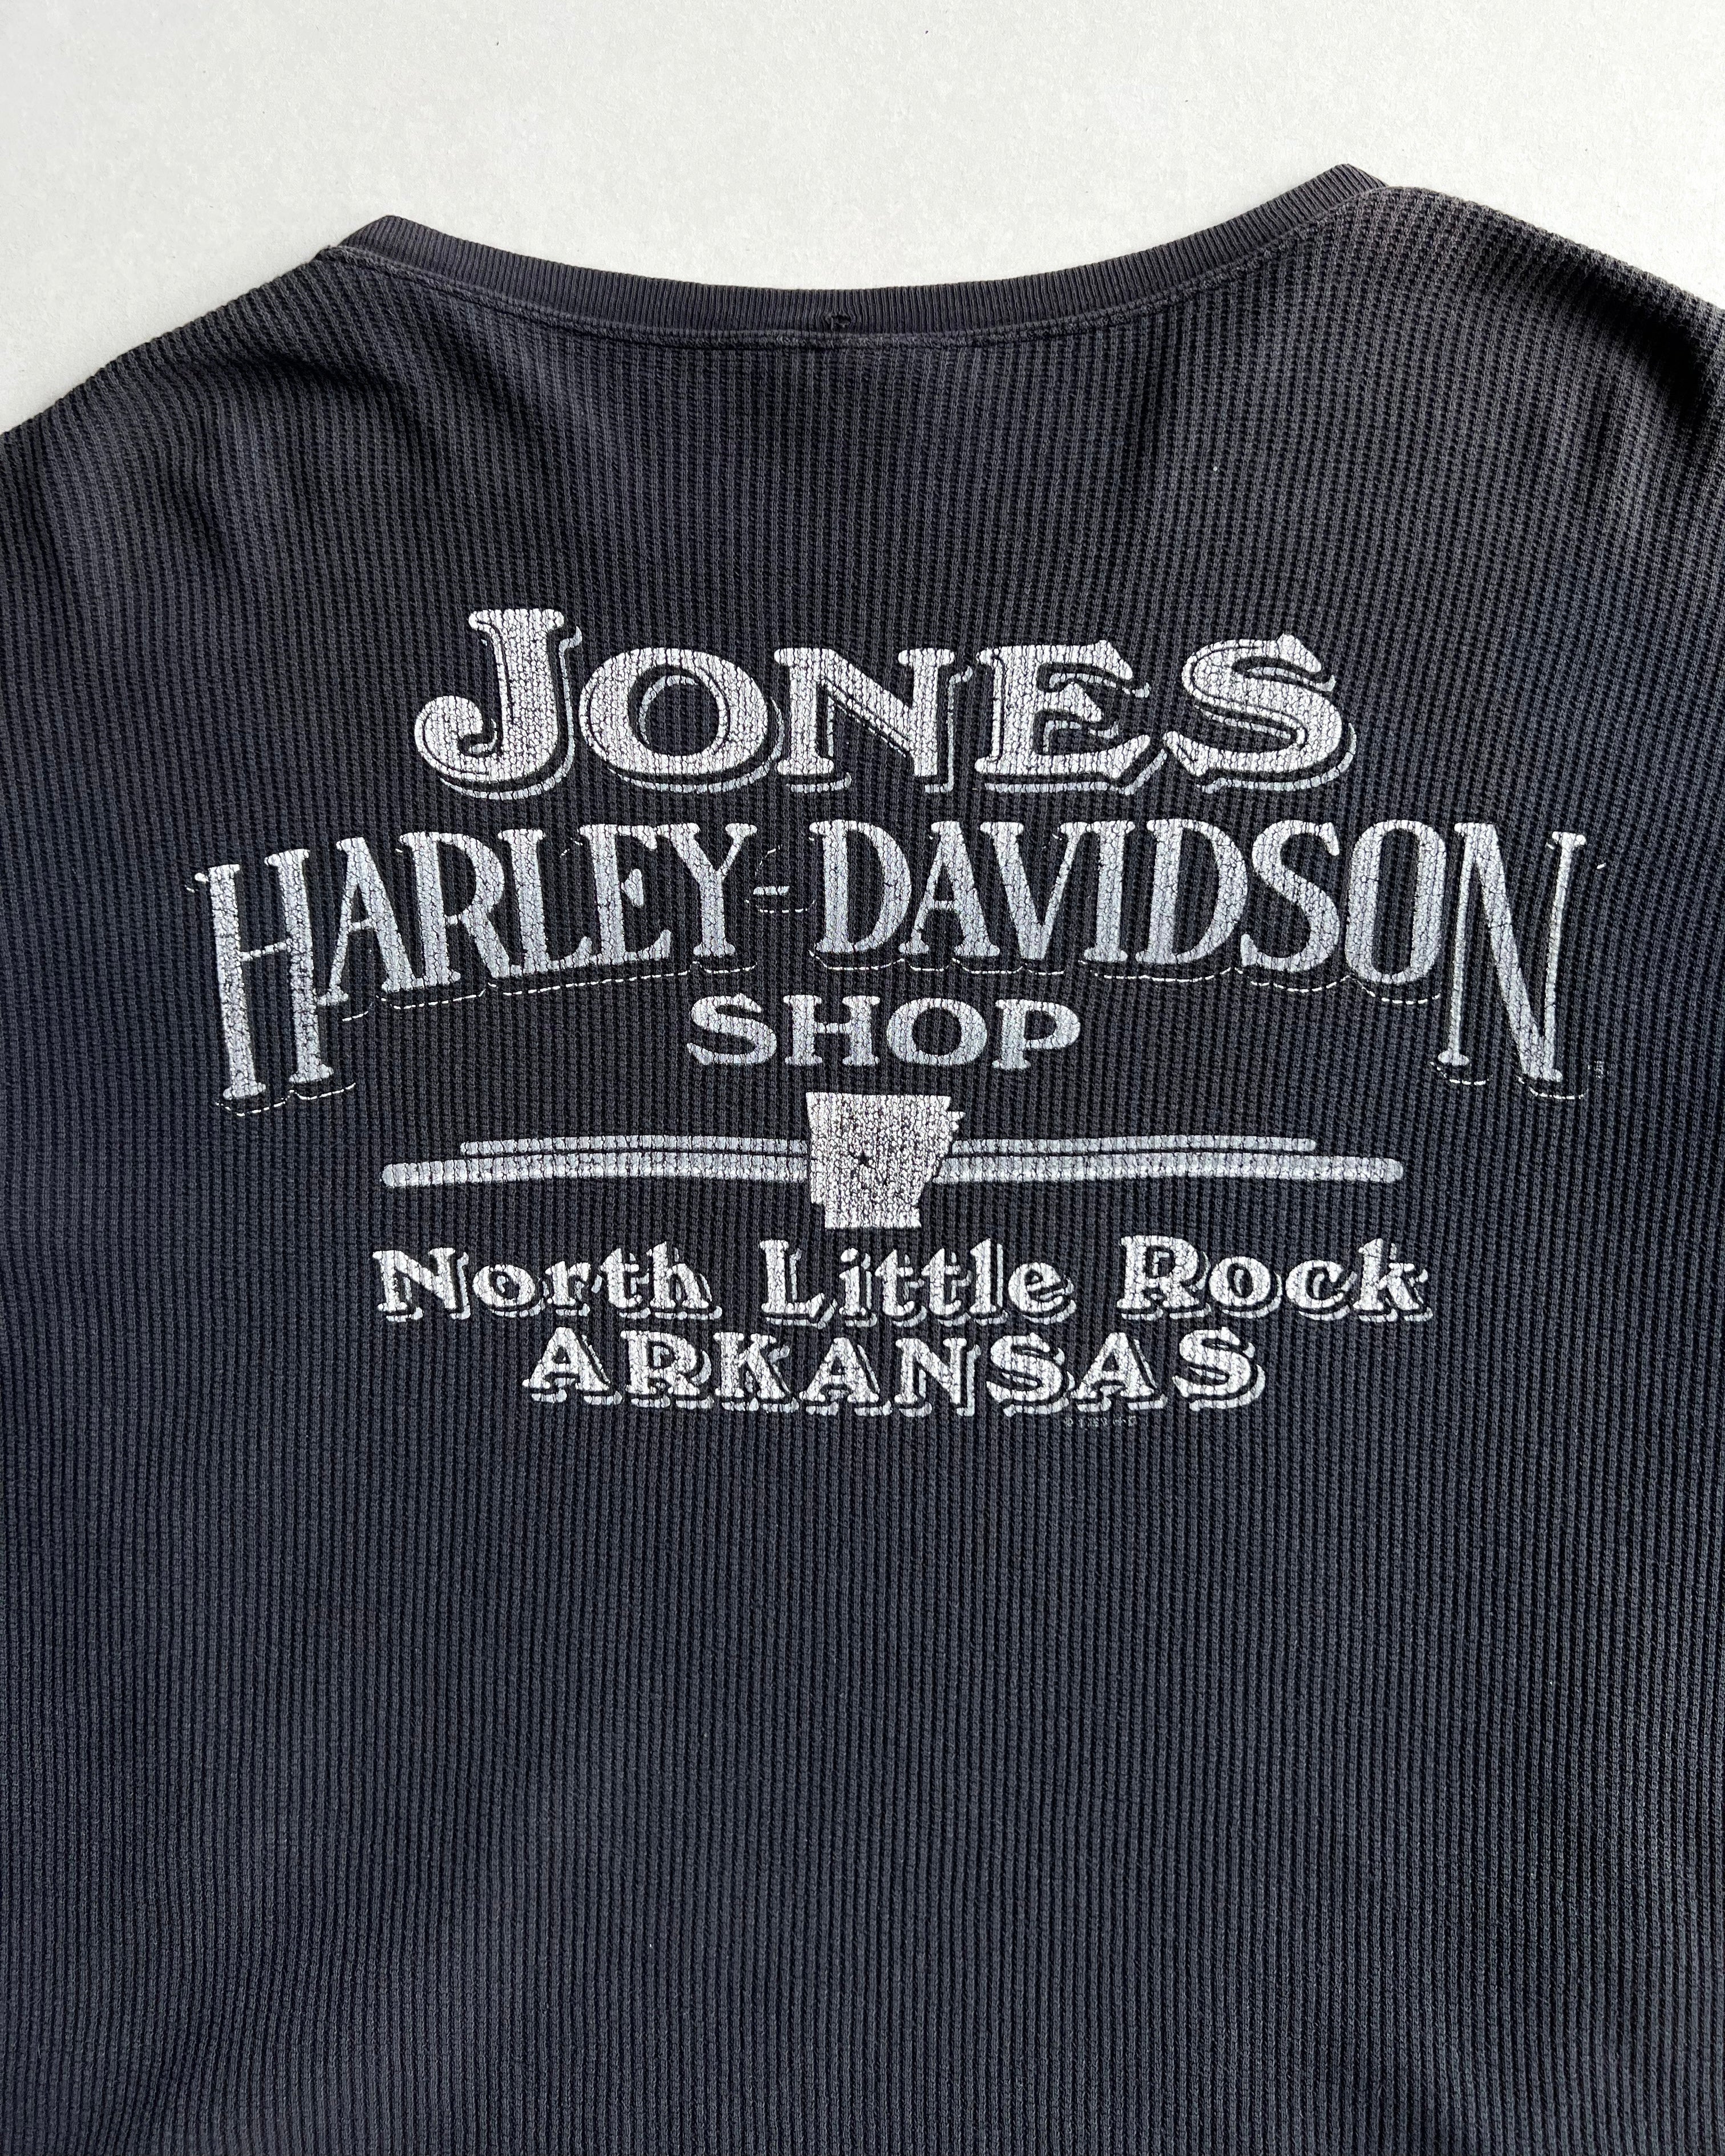 JONES
HARLEY-DAVIDSON
SHOP
North Little Rock
ARKANSAS